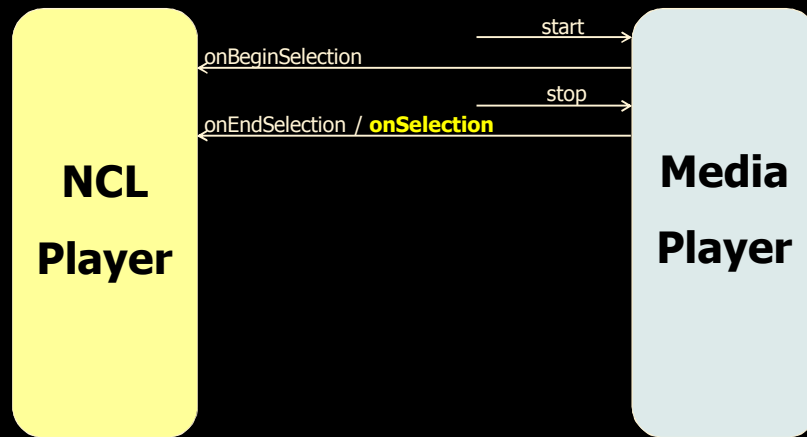 start
onBeginSelection
stop
onEndSelection / onSelection
NCL
Player
Media
Player